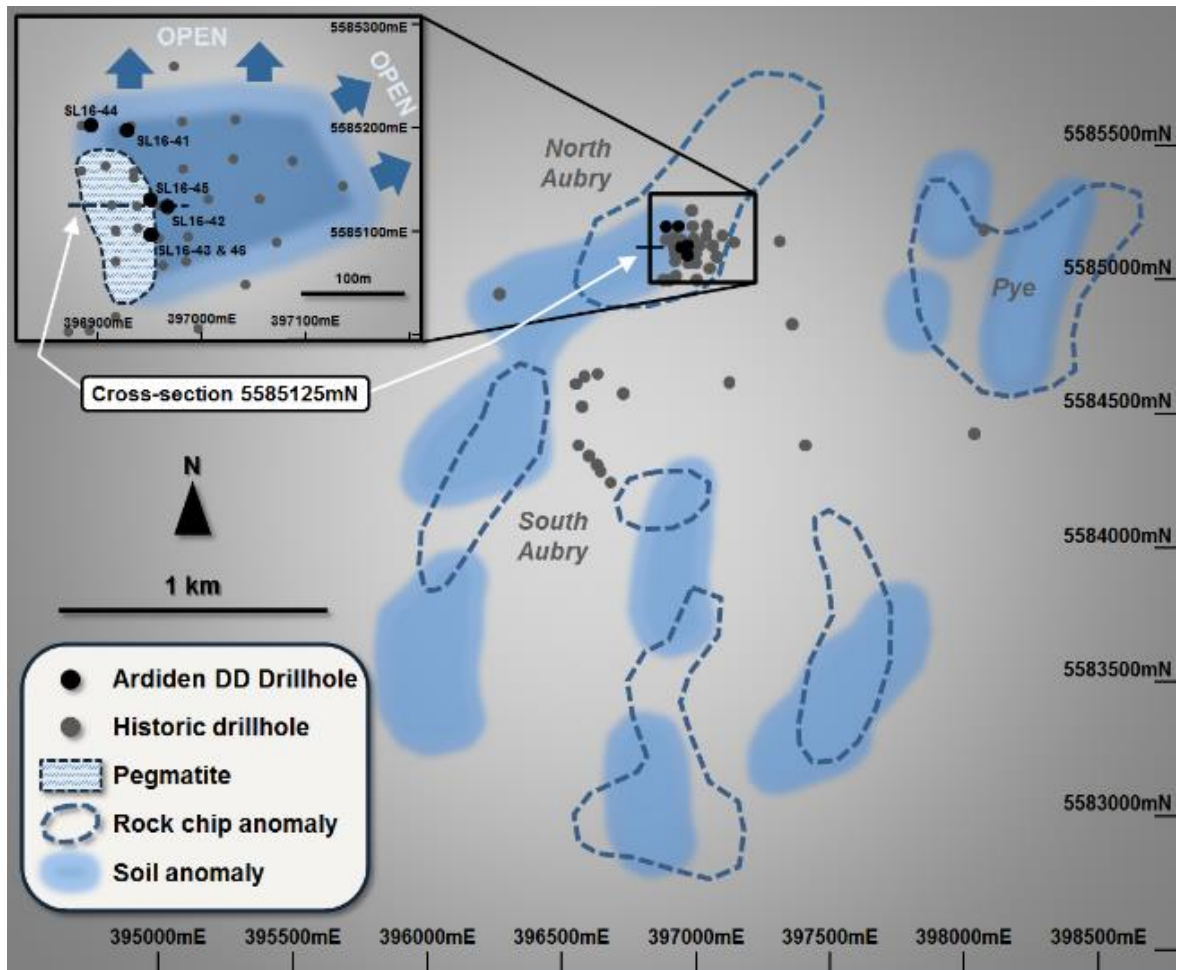 5585300mE
OPEN
OPEN
SL16-44
5585200mE
SL16-41
SL16-45
SL16-42
5585100mE
SL16-43 & 46
100m
396900mE
397000mE
397100mE
Cross-section 5585125mN
North
Aubry
5585500mN
Pye
5585000mN
5584500mN
N
South
Aubry
5584000mN
1 km
5583500mN
5583000mN
Ardiden DD Drillhole
Historic drillhole
Pegmatite
Rock chip anomaly
Soil anomaly
395000mE
395500mE
396000mE
396500mE
397000mE
397500mE
398000mE
398500mE